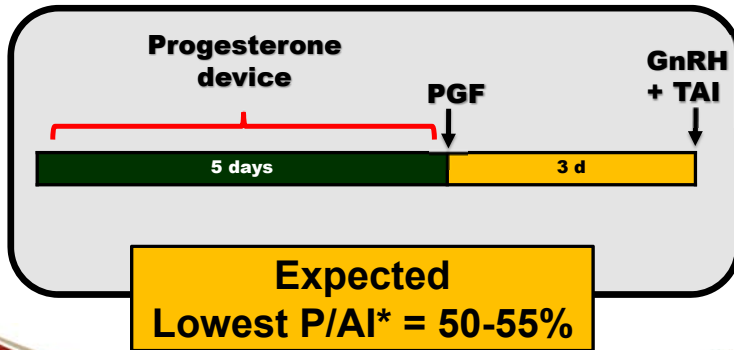 Progesterone
device
PGF
GnRH
+ TAI
5 days
3 d
Expected
Lowest P/AI* = 50-55%